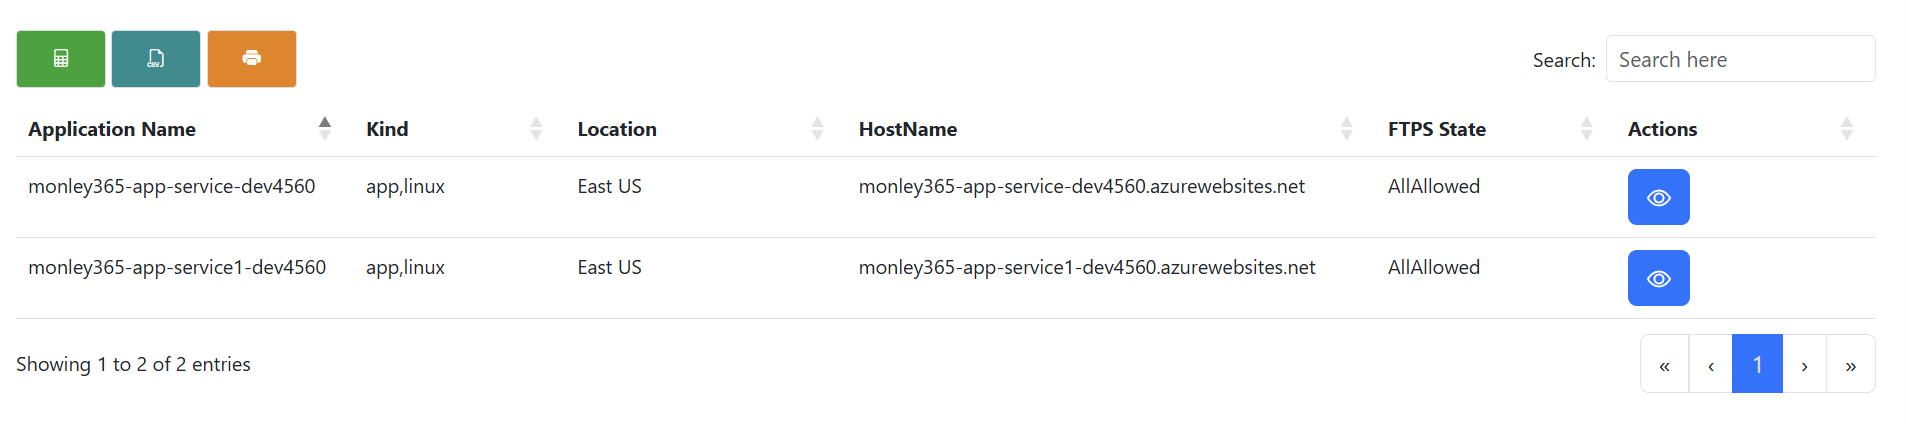 CSV
Search: Search here
Application Name Kind Location HostName FTPS State Actions
monley365-app-service-dev4560 app,linux East US monley365-app-service-dev4560.azurewebsites.net AllAllowed
monley365-app-service1-dev4560 app,linux East US monley365-app-service1-dev4560.azurewebsites.net AllAllowed
Showing 1 to 2 of 2 entries « ‹ 1 › »